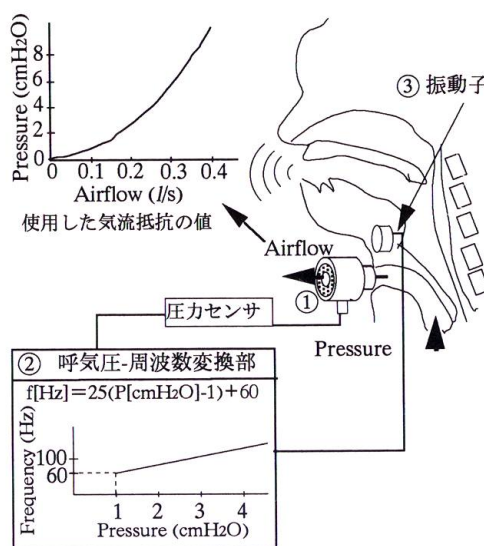 Pressure (cmH2O)
8
6
4
2
0
0 0.1 0.2 0.3 0.4
Airflow (l/s)
使用した気流抵抗の値
③ 振動子
Airflow
①
圧力センサ
Pressure
② 呼気圧-周波数変換部
f[Hz]=25(P[cmH2O]-1)+60
Frequency (Hz)
100
60
1 2 3 4
Pressure (cmH2O)